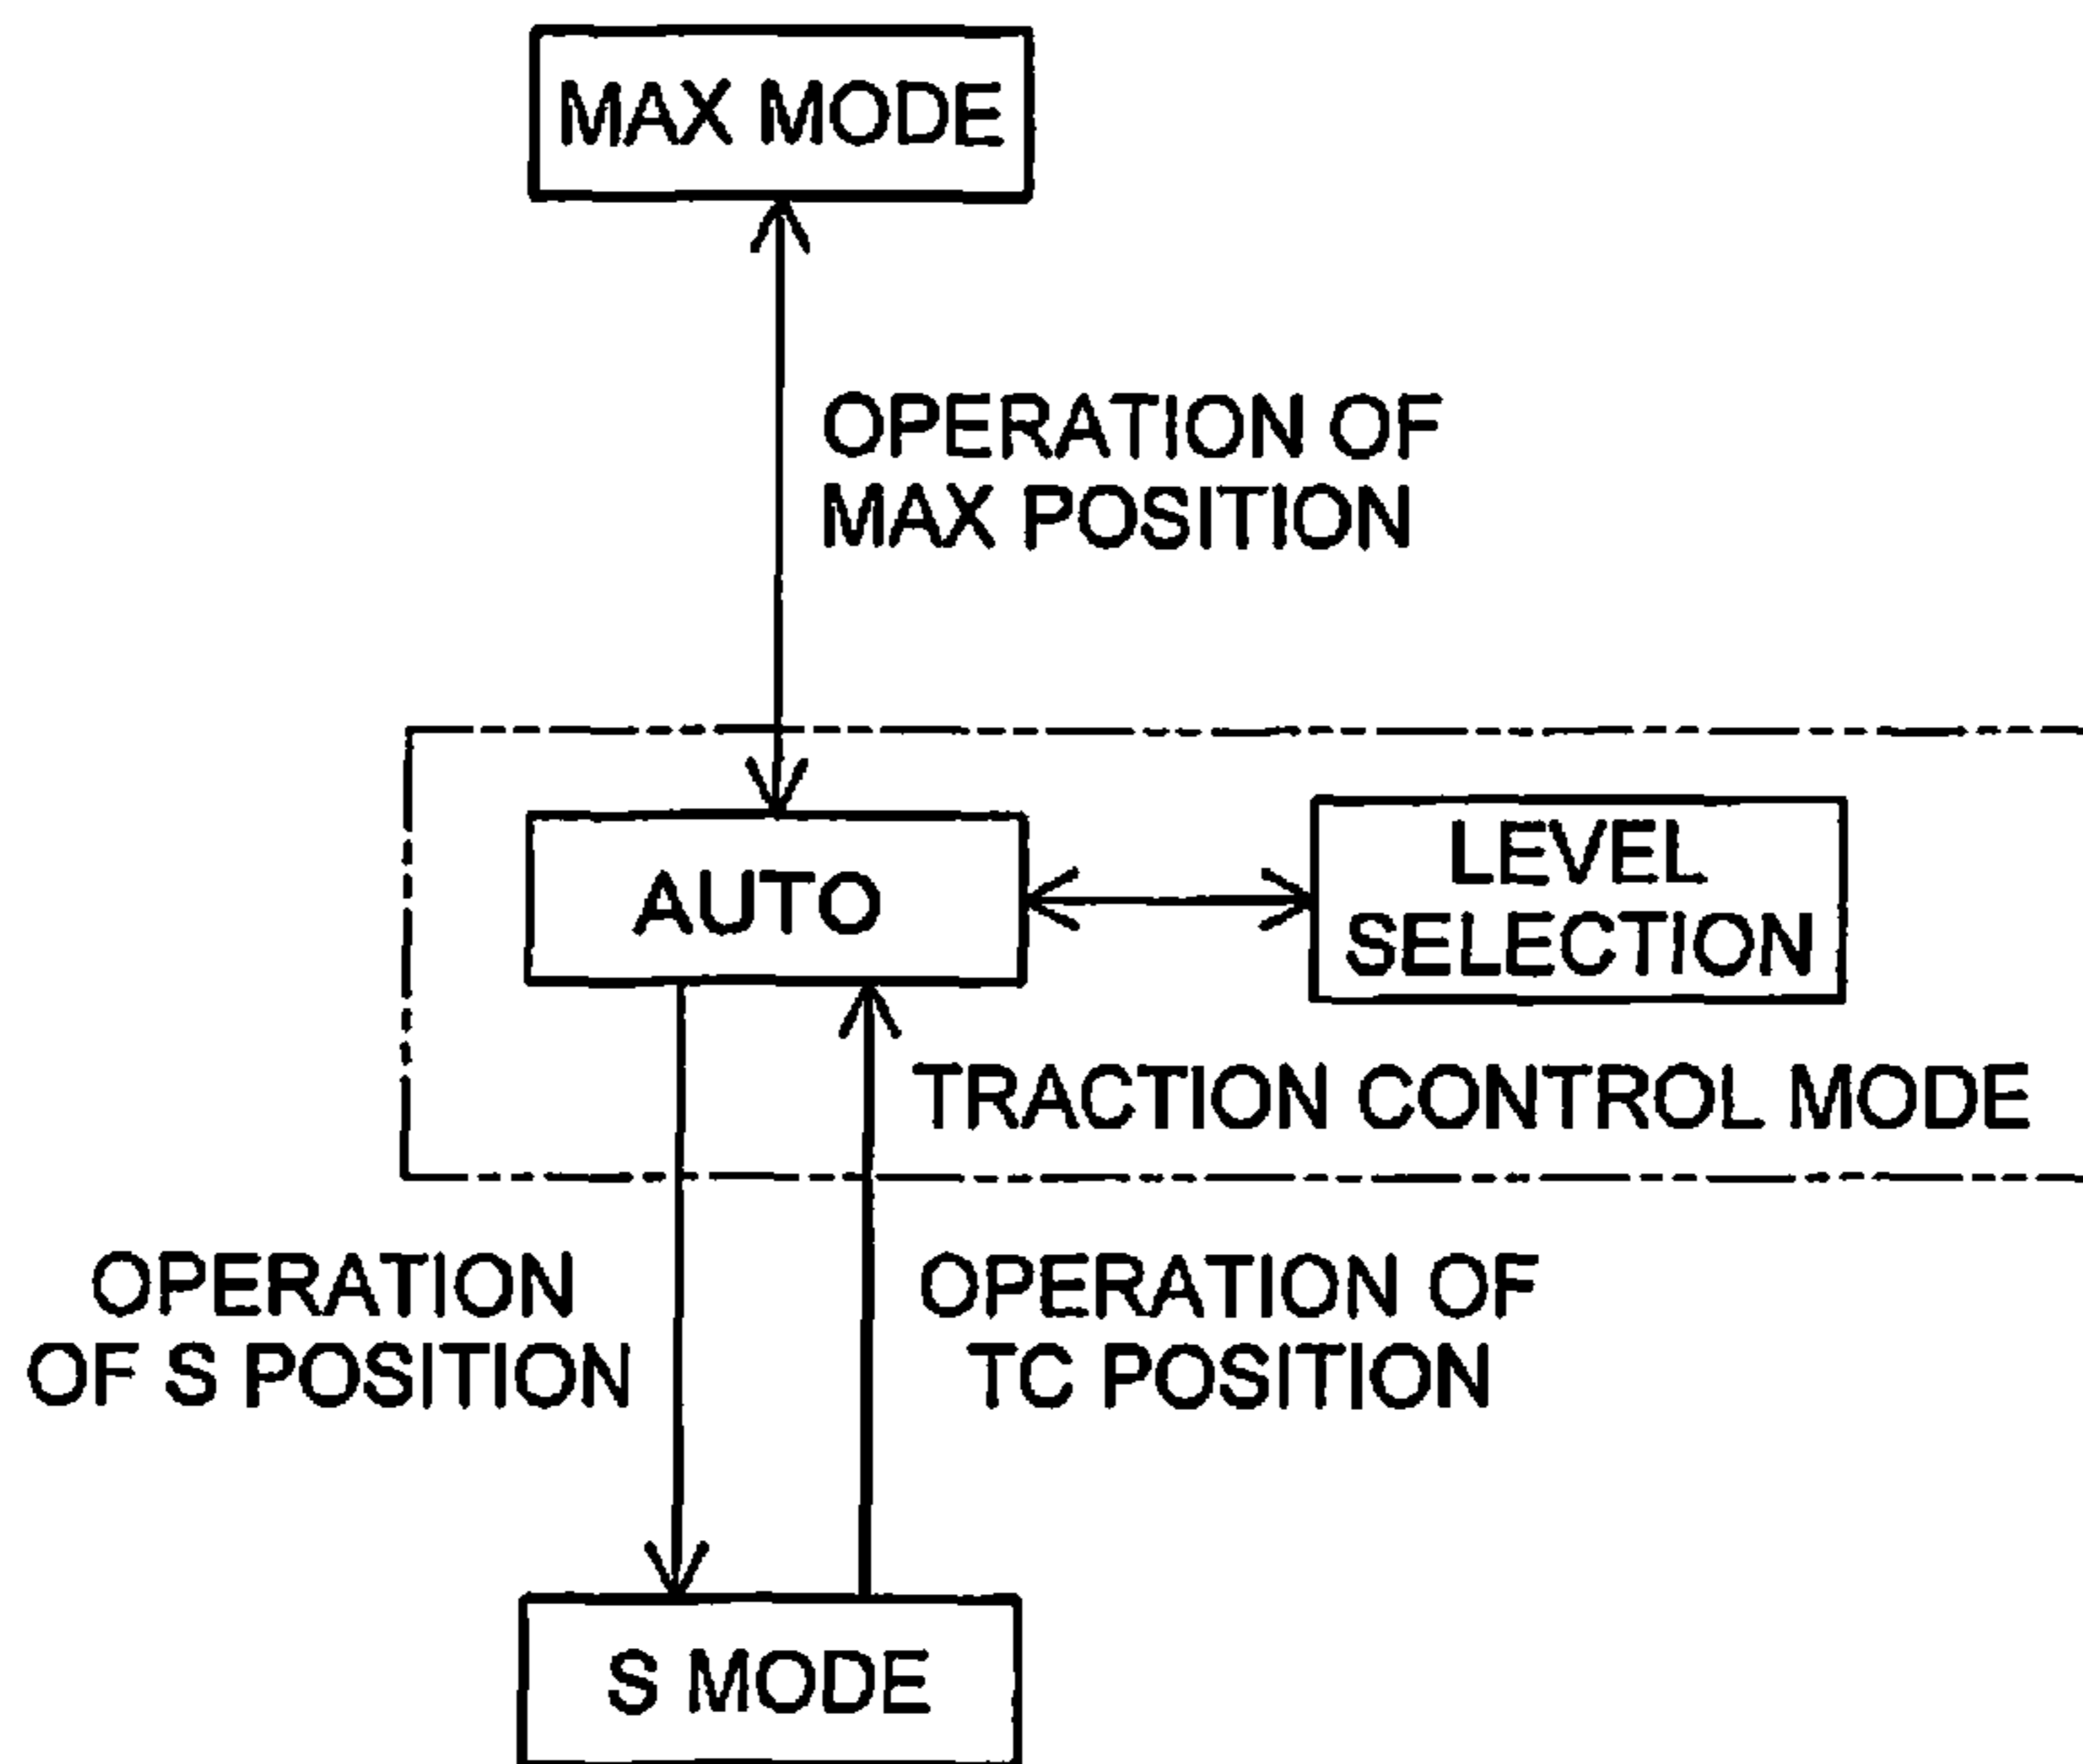 MAX MODE
OPERATION OF
MAX POSITION
AUTO
LEVEL
SELECTION
TRACTION CONTROL MODE
OPERATION
OF S POSITION
OPERATION OF
TC POSITION
S MODE